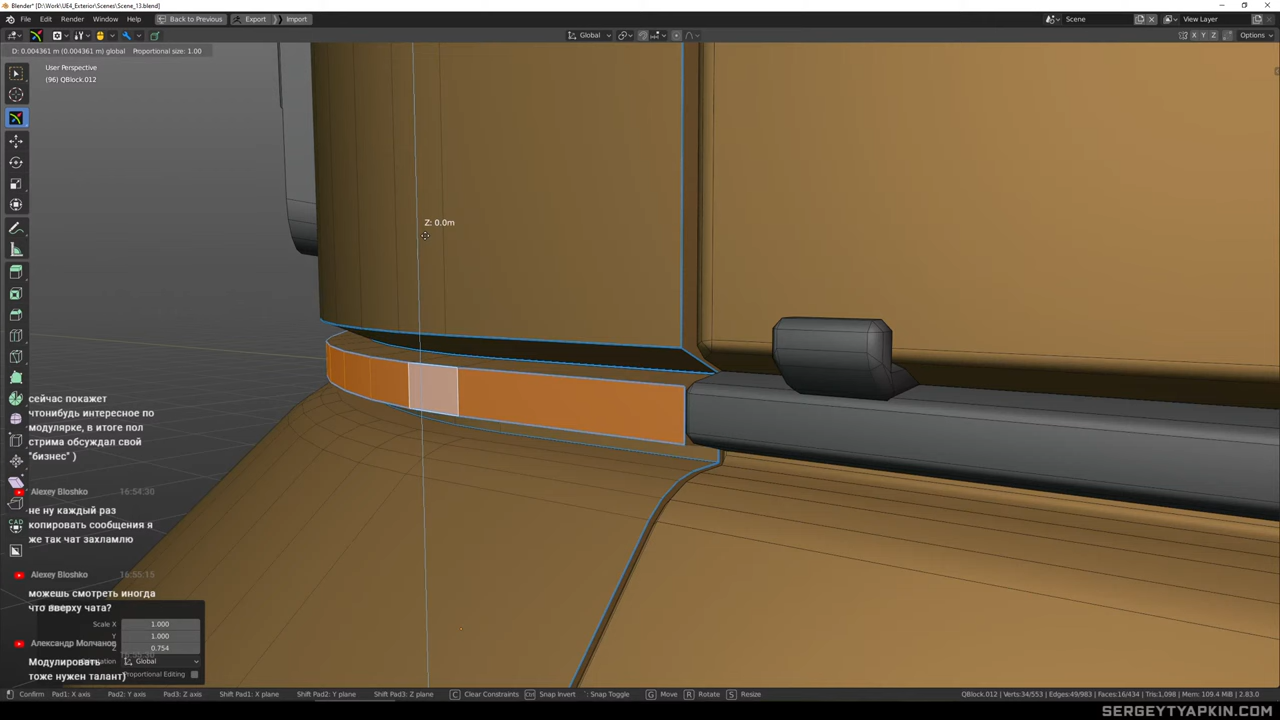 Blender* [D:\Work\UE4_Exterior\Scenes\Scene_13.blend]
File Edit Render Window Help Back to Previous Export Import Scene View Layer
Global X Y Z Options
D: 0.004361 m (0.004361 m) global Proportional size: 1.00
User Perspective
(96) QBlock.012
Z: 0.0m
сейчас покажет
чтонибудь интересное по
модулярке, в итоге пол
стрима обсуждал свой
"бизнес" )
Alexey Bloshko 16:54:30
не ну каждый раз
копировать сообщения я
же так чат захламлю
CAD
Alexey Bloshko 16:55:15
можешь смотреть иногда
что вверху чата?
Scale X 1.000
Y 1.000
Александр Молчанов
Z 0.754
Модулировать
Global
тоже нужен талант)
Proportional Editing
Confirm Pad1: X axis Pad2: Y axis Pad3: Z axis Shift Pad1: X plane Shift Pad2: Y plane Shift Pad3: Z plane C Clear Constraints Ctrl Snap Invert : Snap Toggle G Move R Rotate S Resize QBlock.012 | Verts:34/553 | Edges:49/983 | Faces:16/434 | Tris:1,098 | Mem: 109.4 MiB | 2.83.0
SERGEYTYAPKIN.COM